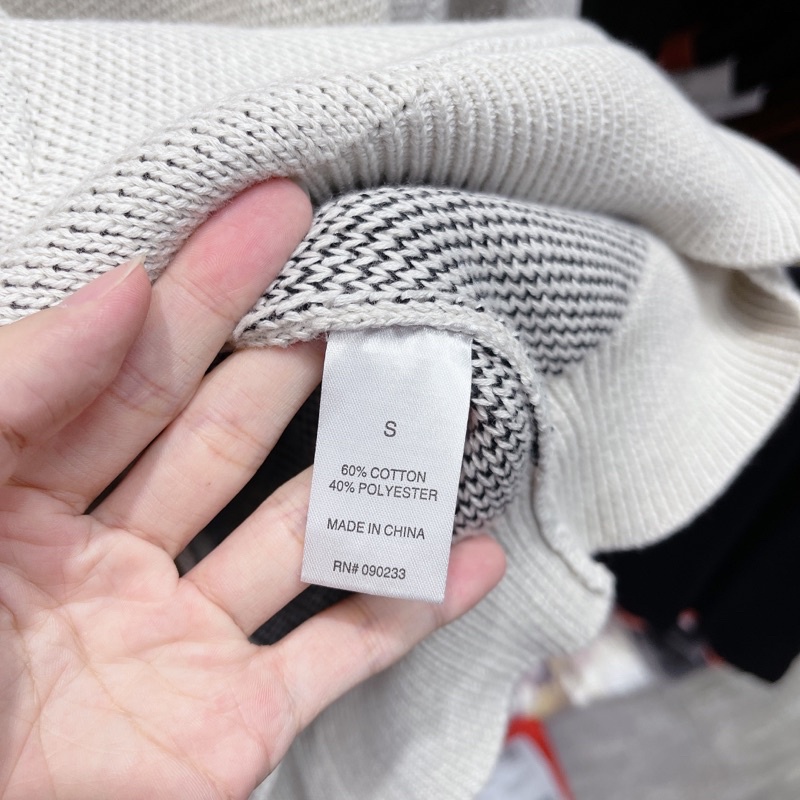 S
60% COTTON
40% POLYESTER
MADE IN CHINA
RN# 090233